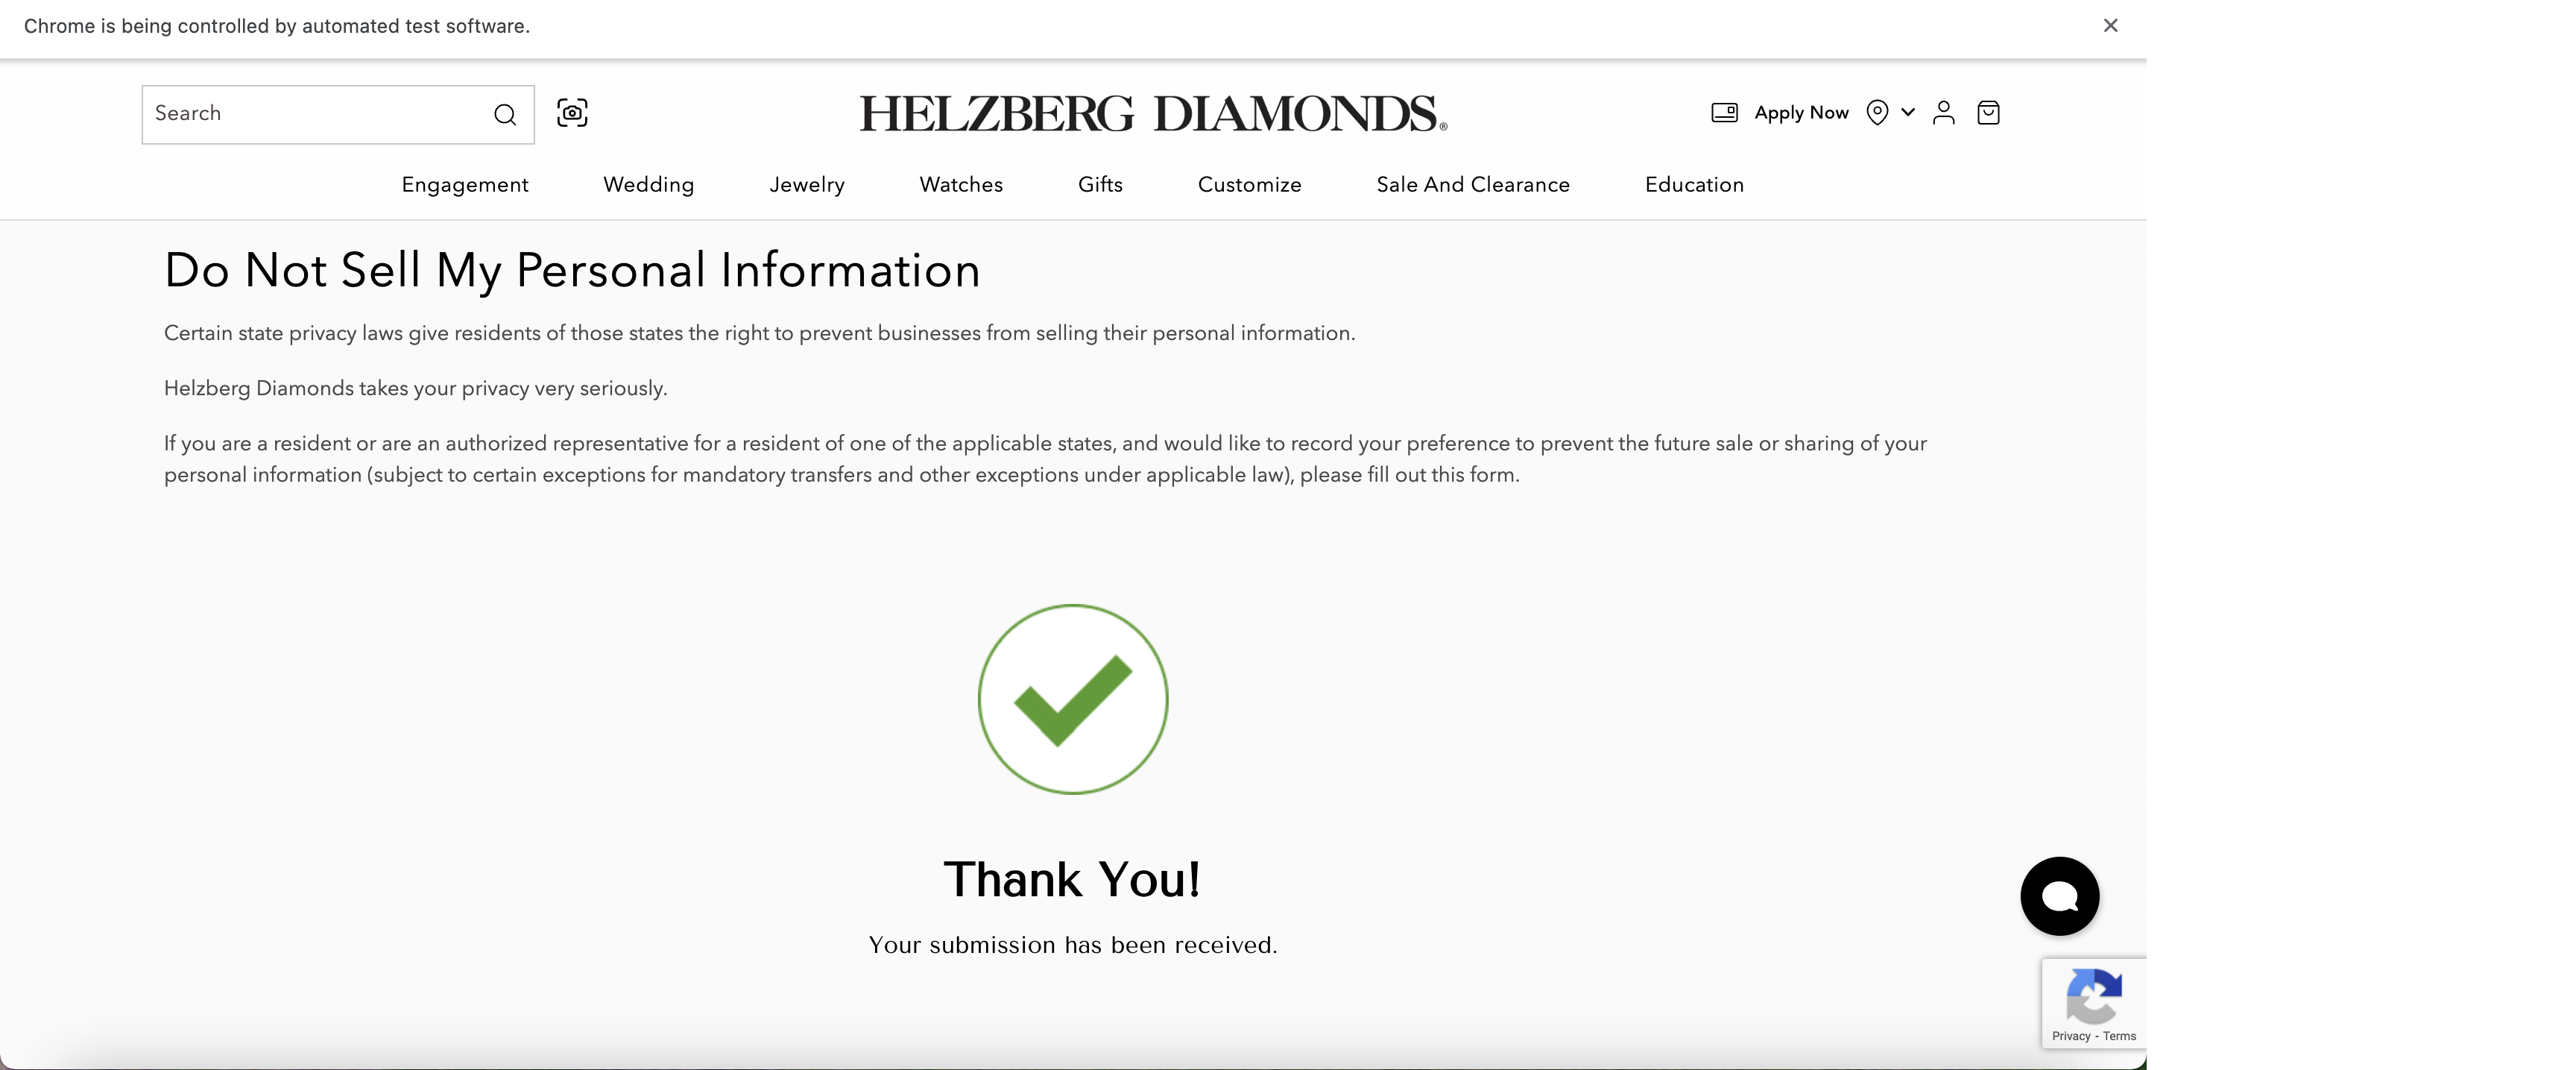 Chrome is being controlled by automated test software.
Search
HELZBERG DIAMONDS®
Apply Now
Engagement Wedding Jewelry Watches Gifts Customize Sale And Clearance Education
Do Not Sell My Personal Information
Certain state privacy laws give residents of those states the right to prevent businesses from selling their personal information.
Helzberg Diamonds takes your privacy very seriously.
If you are a resident or are an authorized representative for a resident of one of the applicable states, and would like to record your preference to prevent the future sale or sharing of your
personal information (subject to certain exceptions for mandatory transfers and other exceptions under applicable law), please fill out this form.
Thank You!
Your submission has been received.
Privacy - Terms